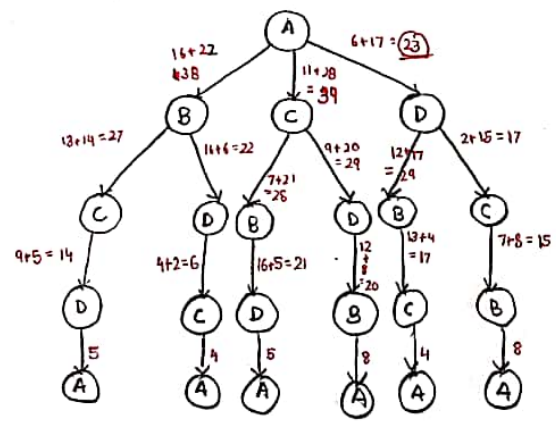 A
16+22
=38
11+28
= 39
6+17 = 23
B
C
D
13+14=27
16+6=22
7+21
=28
9+20
= 29
12+17
= 29
2+15=17
C
D
B
D
B
C
9+5=14
4+2=6
16+5=21
12
+
8
=20
13+4
=17
7+8=15
D
C
D
B
C
B
5
4
5
8
4
8
A
A
A
A
A
A